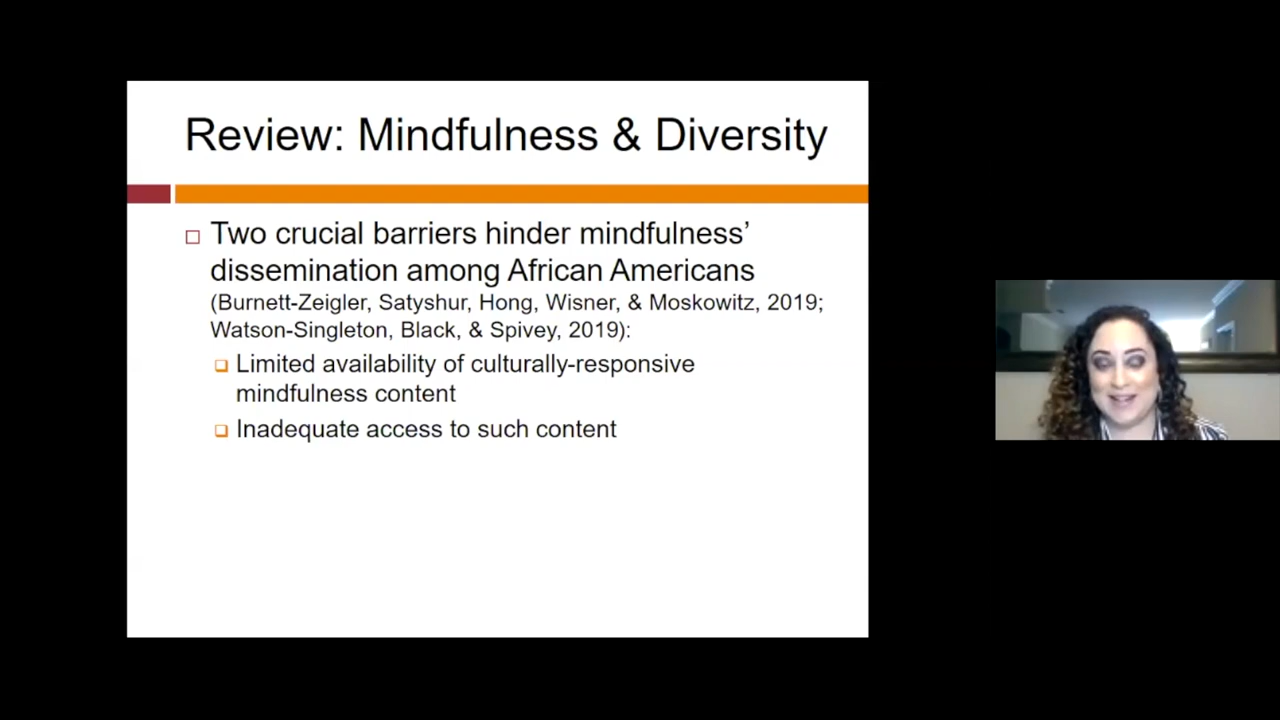 Review: Mindfulness & Diversity
Two crucial barriers hinder mindfulness’
dissemination among African Americans
(Burnett-Zeigler, Satyshur, Hong, Wisner, & Moskowitz, 2019;
Watson-Singleton, Black, & Spivey, 2019):
Limited availability of culturally-responsive
mindfulness content
Inadequate access to such content